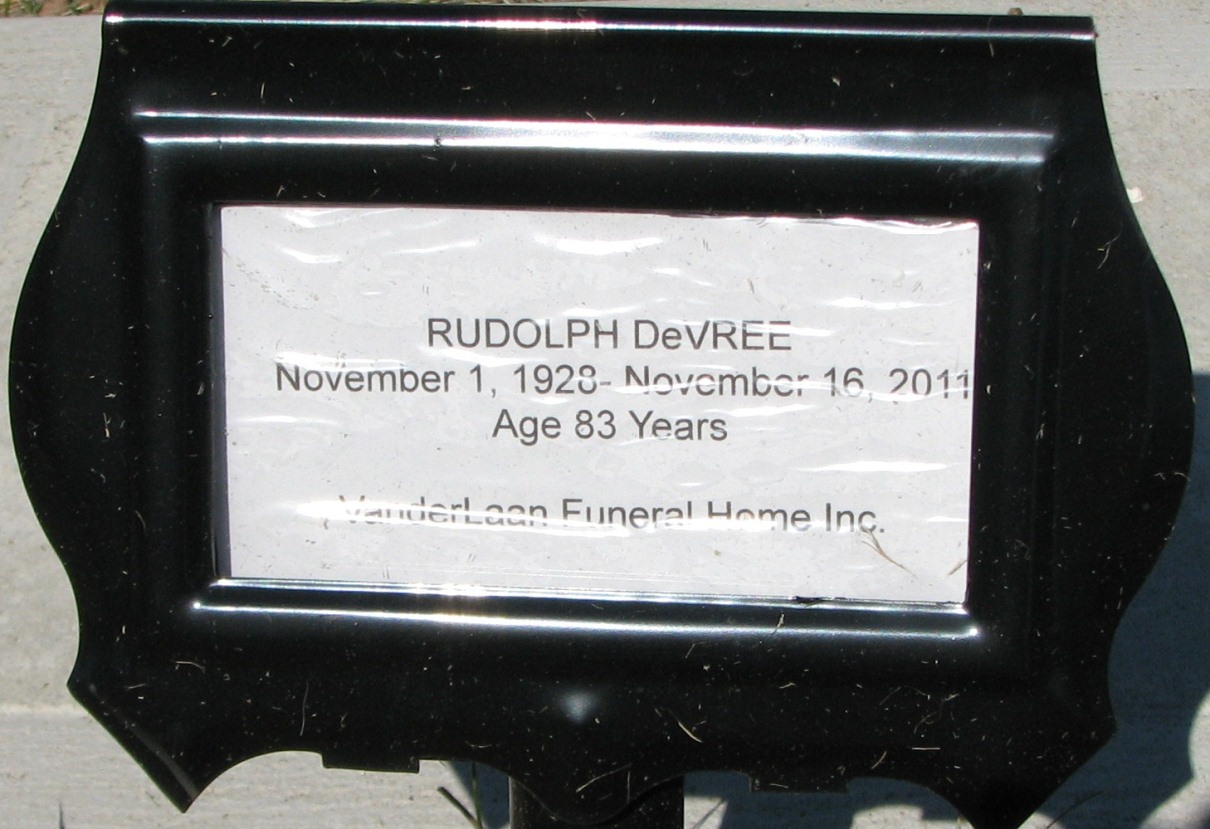 RUDOLPH DeVREE
November 1, 1928- November 16, 2011
Age 83 Years
VanderLaan Funeral Home Inc.